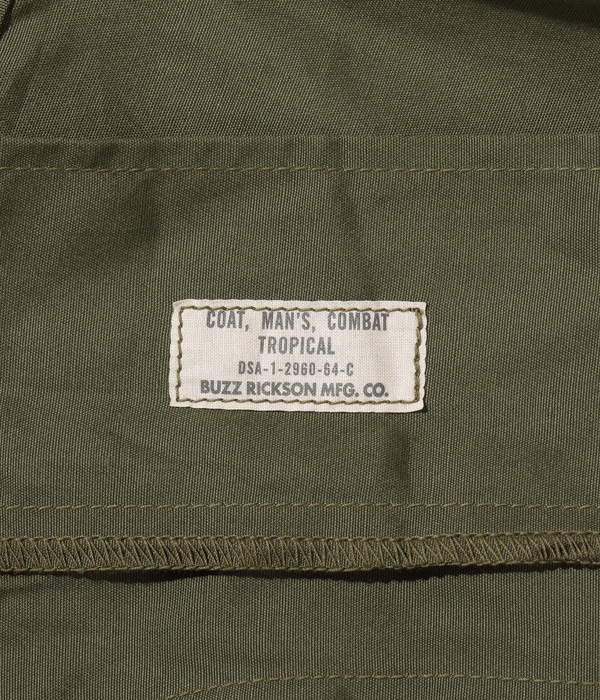 COAT, MAN'S, COMBAT
TROPICAL
DSA-1-2960-64-C
BUZZ RICKSON MFG. CO.